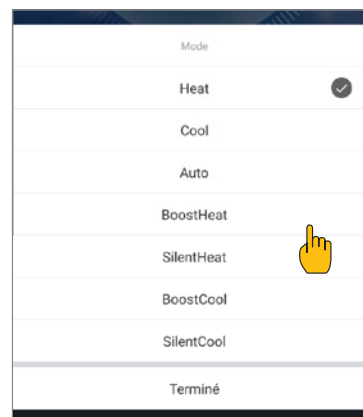 Mode
Heat
Cool
Auto
BoostHeat
SilentHeat
BoostCool
SilentCool
Terminé